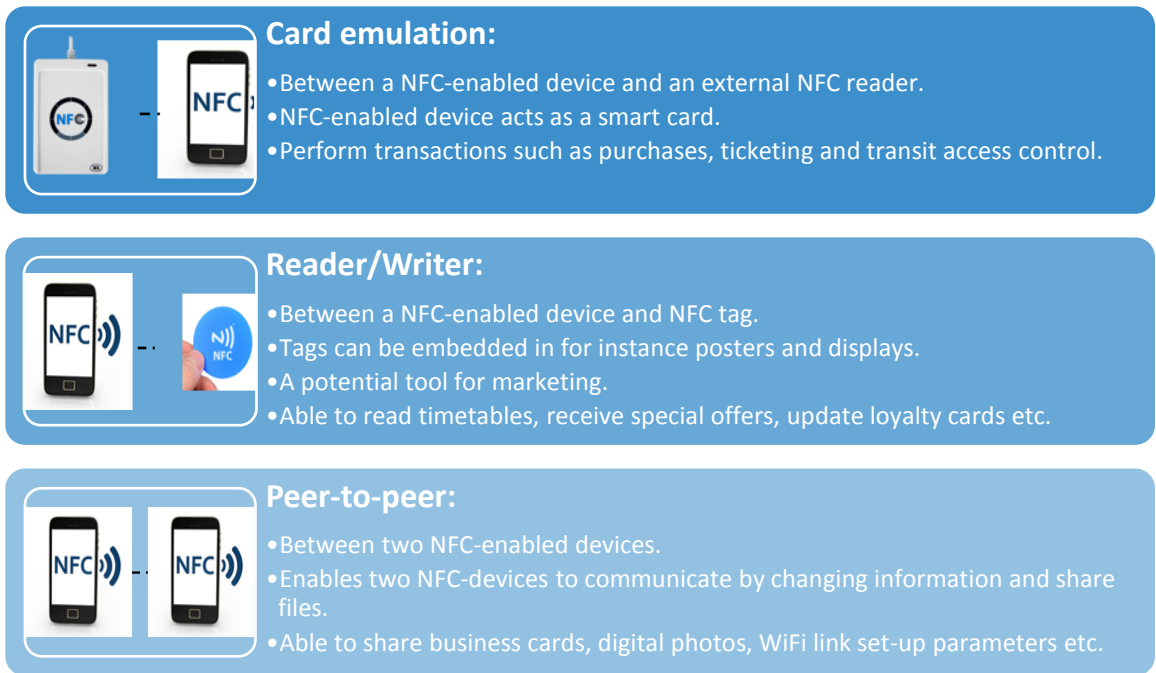 Card emulation:
NFC
NFC
•Between a NFC-enabled device and an external NFC reader.
•NFC-enabled device acts as a smart card.
•Perform transactions such as purchases, ticketing and transit access control.
Reader/Writer:
NFC
NFC
•Between a NFC-enabled device and NFC tag.
•Tags can be embedded in for instance posters and displays.
•A potential tool for marketing.
•Able to read timetables, receive special offers, update loyalty cards etc.
Peer-to-peer:
NFC
NFC
•Between two NFC-enabled devices.
•Enables two NFC-devices to communicate by changing information and share
files.
•Able to share business cards, digital photos, WiFi link set-up parameters etc.